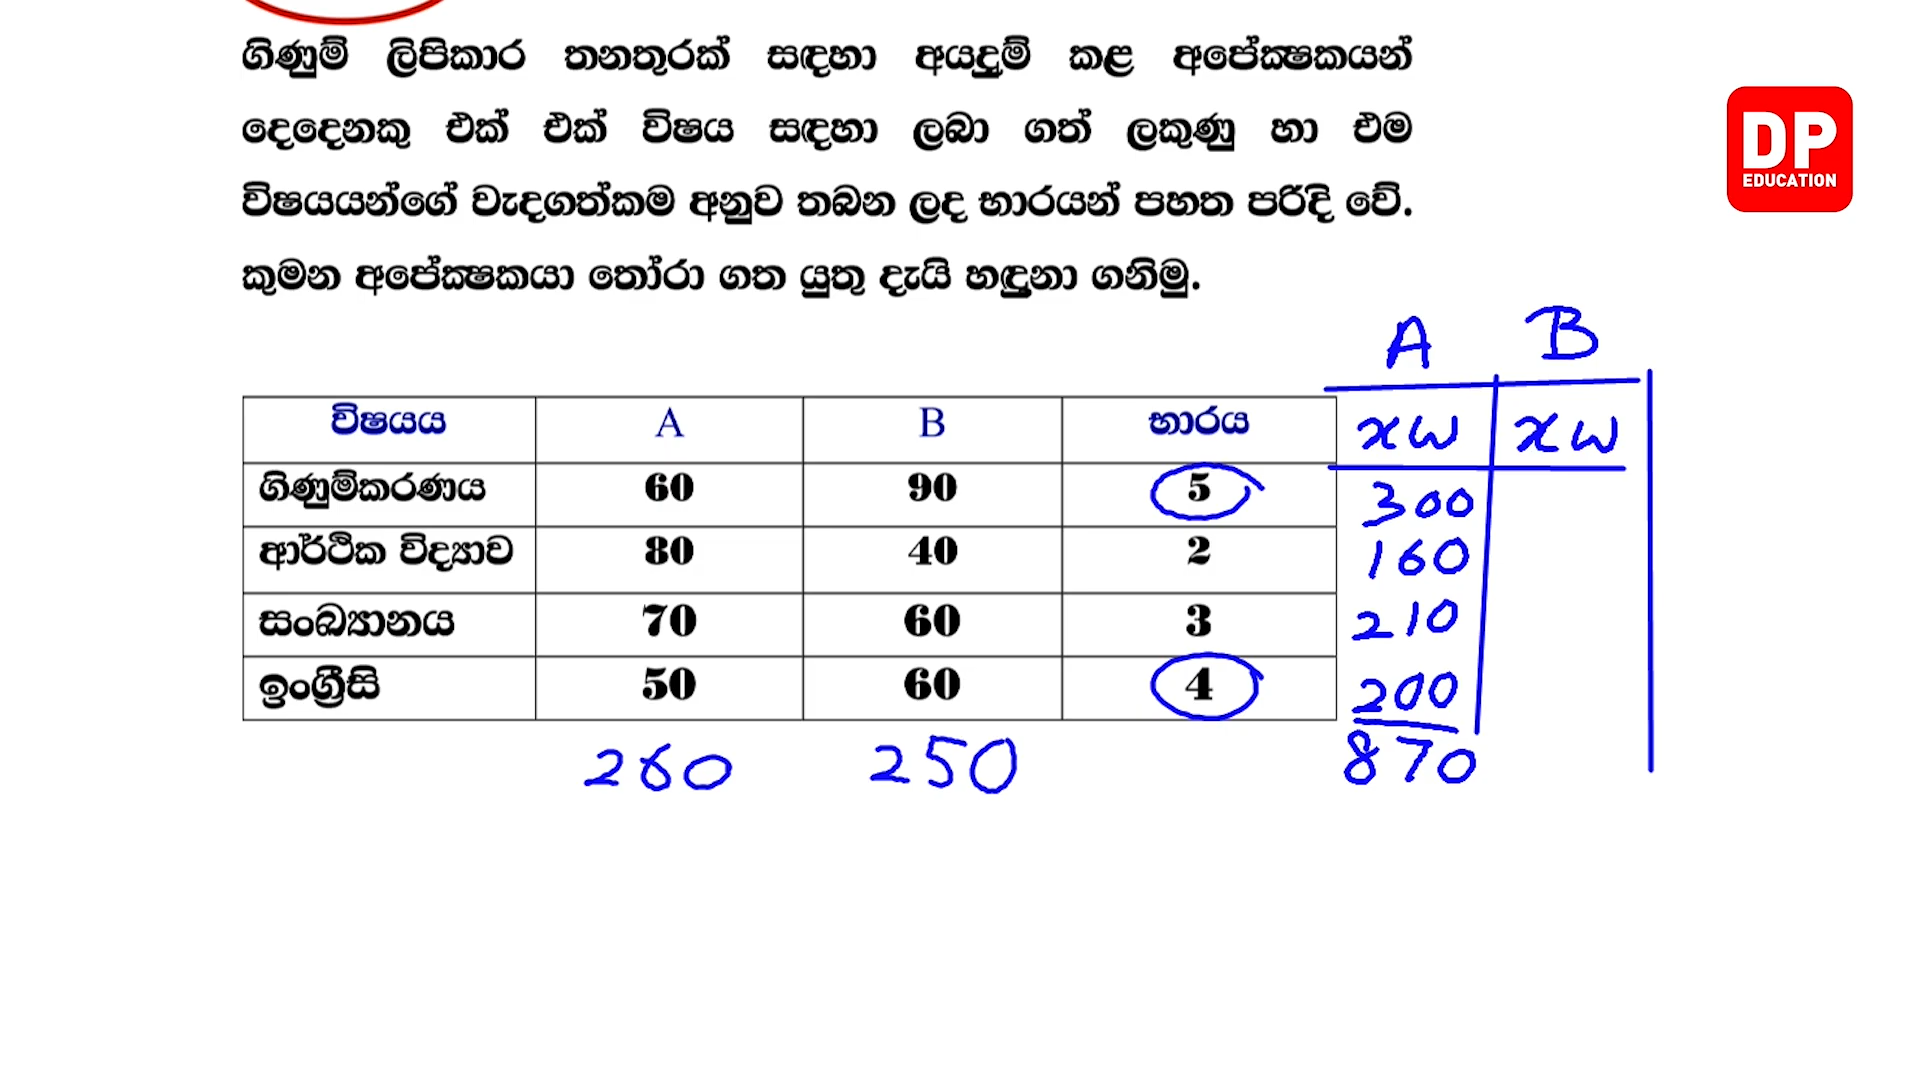 ගිණුම් ලිපිකාර තනතුරක් සඳහා අයදුම් කළ අපේක්ෂකයන්
දෙදෙනකු එක් එක් විෂය සඳහා ලබා ගත් ලකුණු හා එම
විෂයයන්ගේ වැදගත්කම අනුව තබන ලද භාරයන් පහත පරිදි වේ.
කුමන අපේක්ෂකයා තෝරා ගත යුතු දැයි හඳුනා ගනිමු.
DP
EDUCATION
A B
විෂයය A B භාරය xw xw
ගිණුම්කරණය 60 90 5 300
ආර්ථික විද්‍යාව 80 40 2 160
සංඛ්‍යානය 70 60 3 210
ඉංග්‍රීසි 50 60 4 200
260 250 870